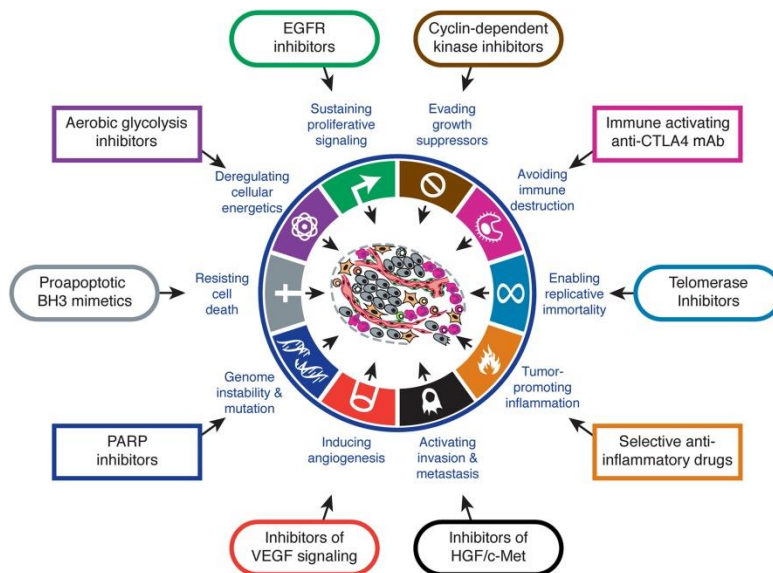 EGFR
inhibitors
Cyclin-dependent
kinase inhibitors
Sustaining
proliferative
signaling
Evading
growth
suppressors
Aerobic glycolysis
inhibitors
Immune activating
anti-CTLA4 mAb
Deregulating
cellular
energetics
Avoiding
immune
destruction
Proapoptotic
BH3 mimetics
Resisting
cell
death
Enabling
replicative
immortality
Telomerase
Inhibitors
Genome
instability &
mutation
Tumor-
promoting
inflammation
PARP
inhibitors
Inducing
angiogenesis
Activating
invasion &
metastasis
Selective anti-
inflammatory drugs
Inhibitors of
VEGF signaling
Inhibitors of
HGF/c-Met